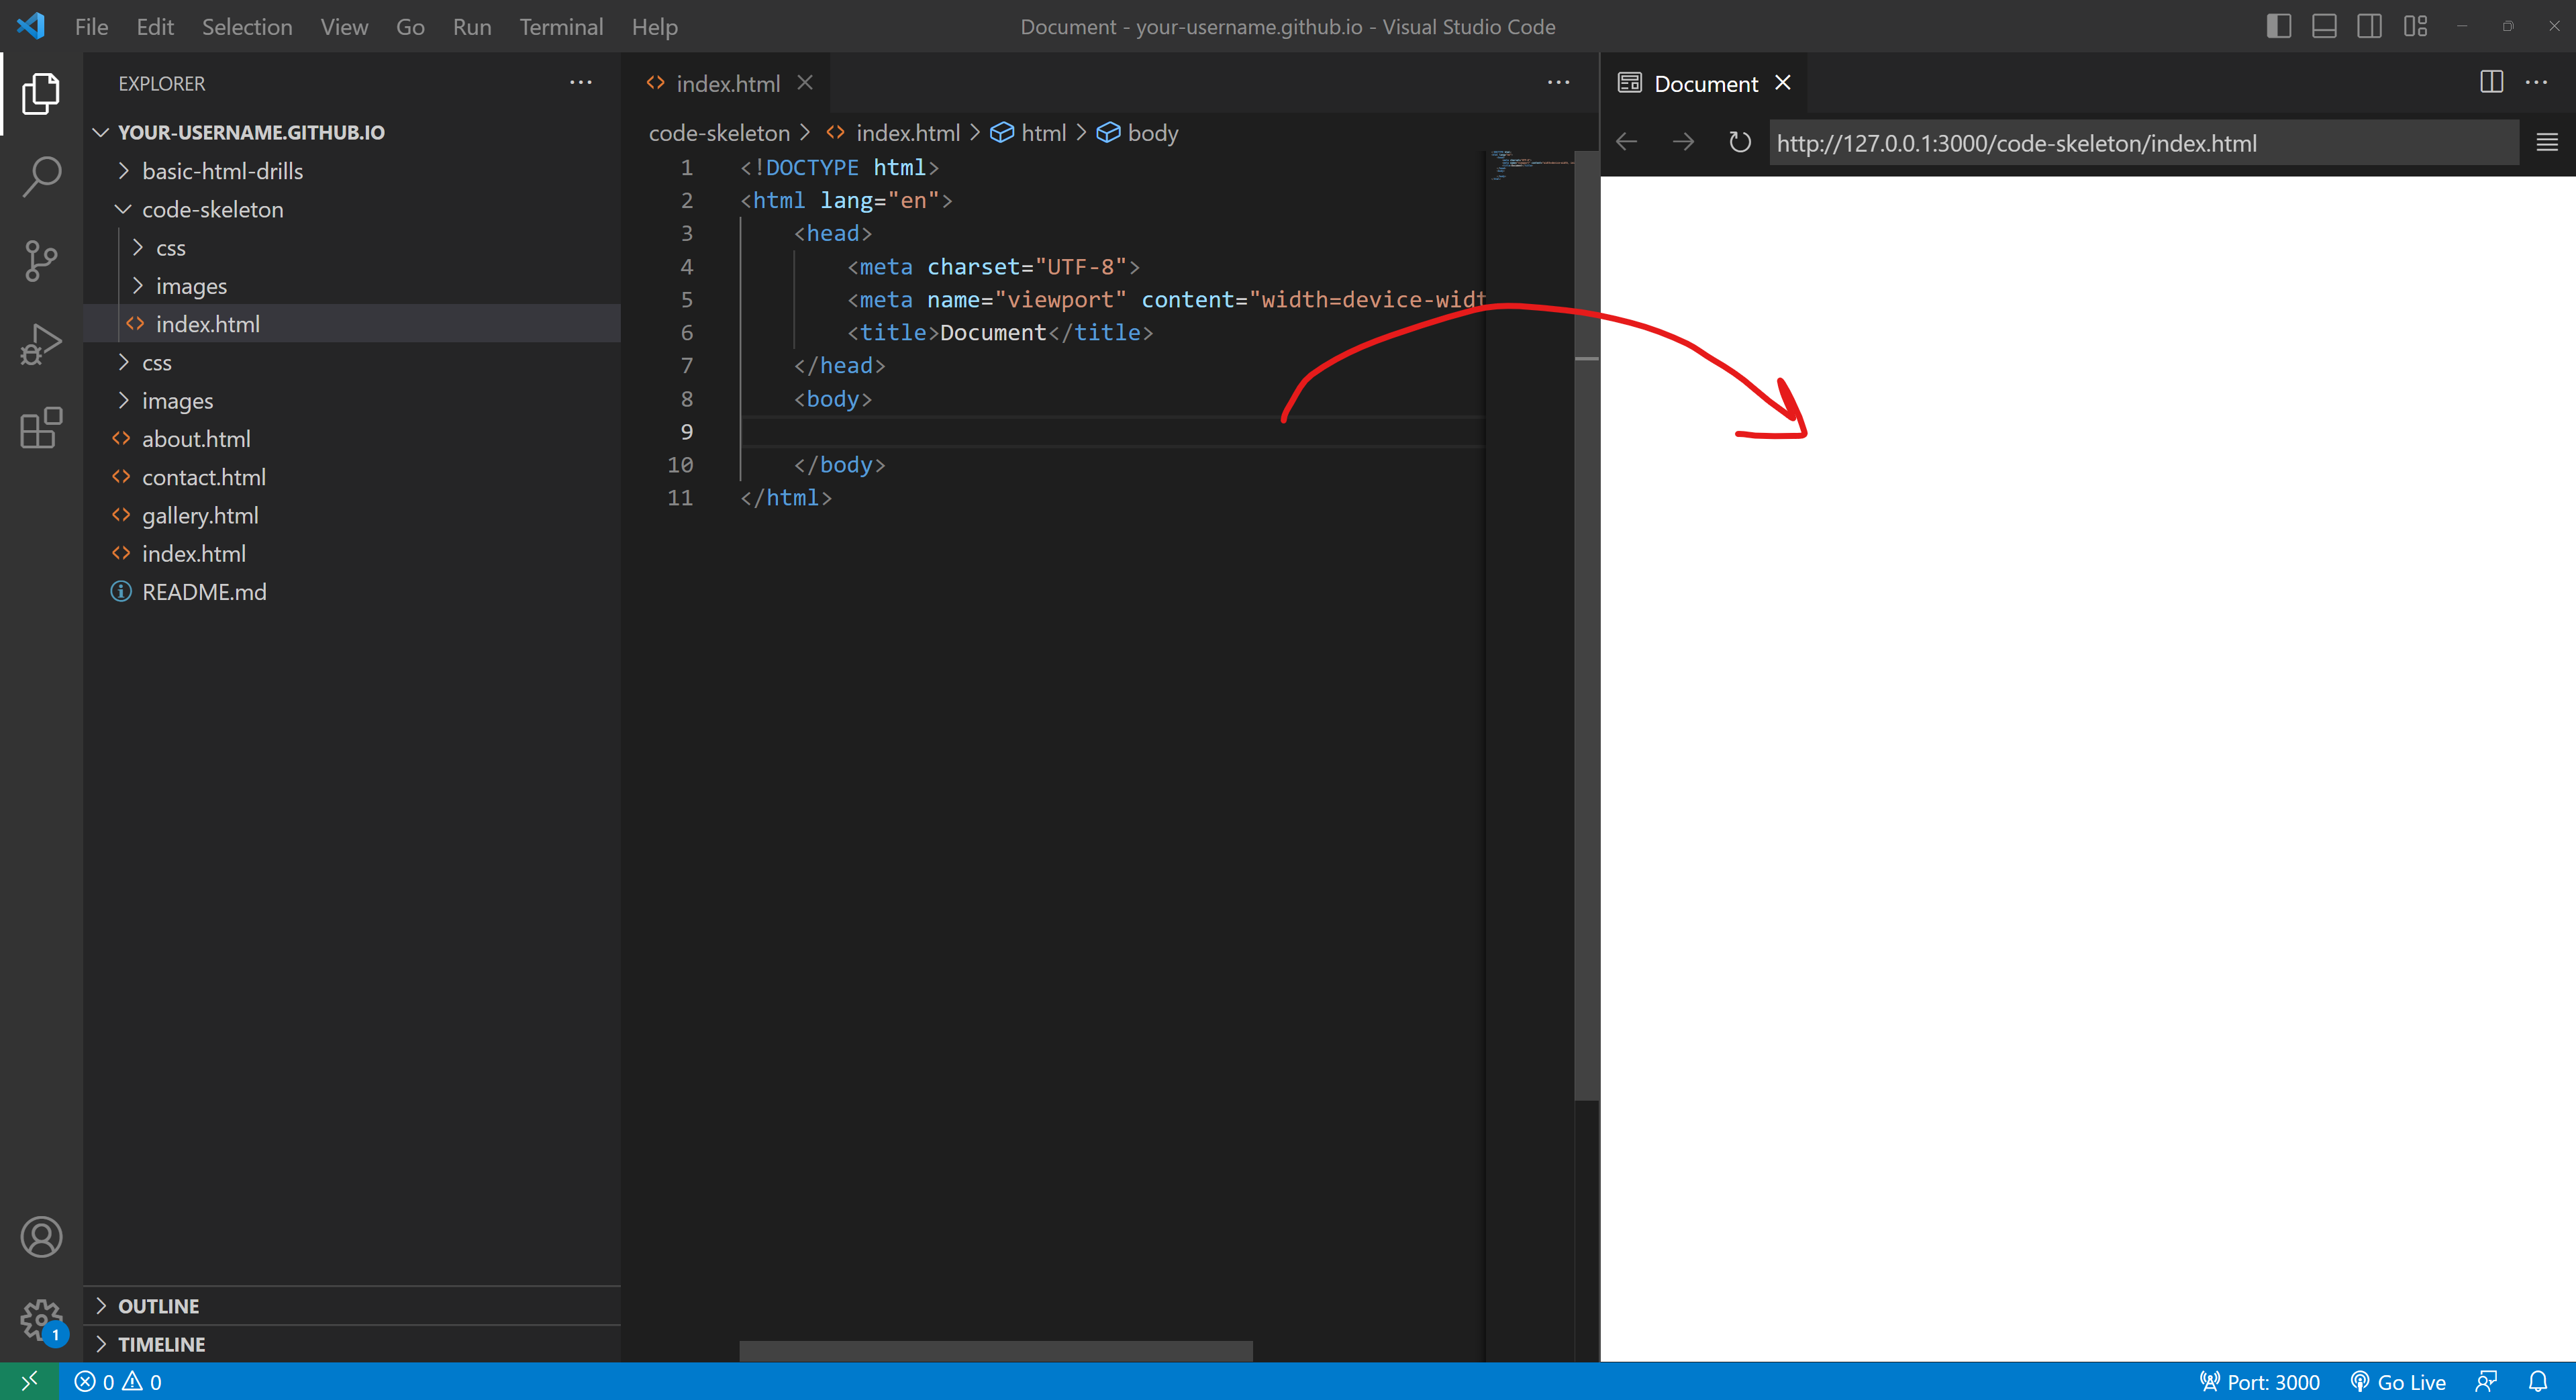 File Edit Selection View Go Run Terminal Help
Document - your-username.github.io - Visual Studio Code
EXPLORER
YOUR-USERNAME.GITHUB.IO
basic-html-drills
code-skeleton
css
images
index.html
css
images
about.html
contact.html
gallery.html
index.html
README.md
OUTLINE
TIMELINE
index.html
code-skeleton > index.html > html > body
1 <!DOCTYPE html>
2 <html lang="en">
3 <head>
4 <meta charset="UTF-8">
5 <meta name="viewport" content="width=device-widt
6 <title>Document</title>
7 </head>
8 <body>
9
10 </body>
11 </html>
Document
http://127.0.0.1:3000/code-skeleton/index.html
1
0 0
Port: 3000 Go Live